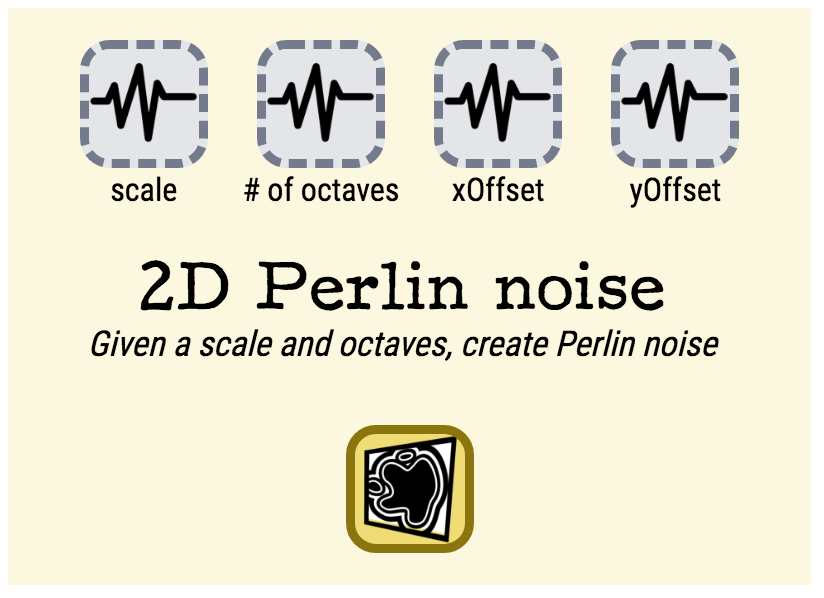 scale # of octaves xOffset yOffset
2D Perlin noise
Given a scale and octaves, create Perlin noise